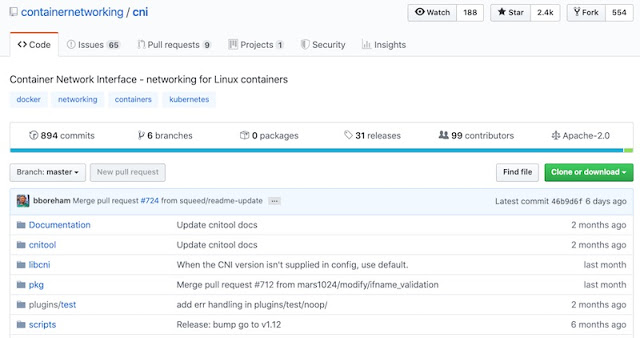 containernetworking / cni Watch 188 Star 2.4k Fork 554
Code Issues 65 Pull requests 9 Projects 1 Security Insights
Container Network Interface - networking for Linux containers
docker networking containers kubernetes
894 commits 6 branches 0 packages 31 releases 99 contributors Apache-2.0
Branch: master New pull request Find file Clone or download
bboreham Merge pull request #724 from squeed/readme-update ... Latest commit 46b9d6f 6 days ago
Documentation Update cnitool docs 2 months ago
cnitool Update cnitool docs 2 months ago
libcni When the CNI version isn't supplied in config, use default. last month
pkg Merge pull request #712 from mars1024/modify/ifname_validation last month
plugins/test add err handling in plugins/test/noop/ 2 months ago
scripts Release: bump go to v1.12 6 months ago